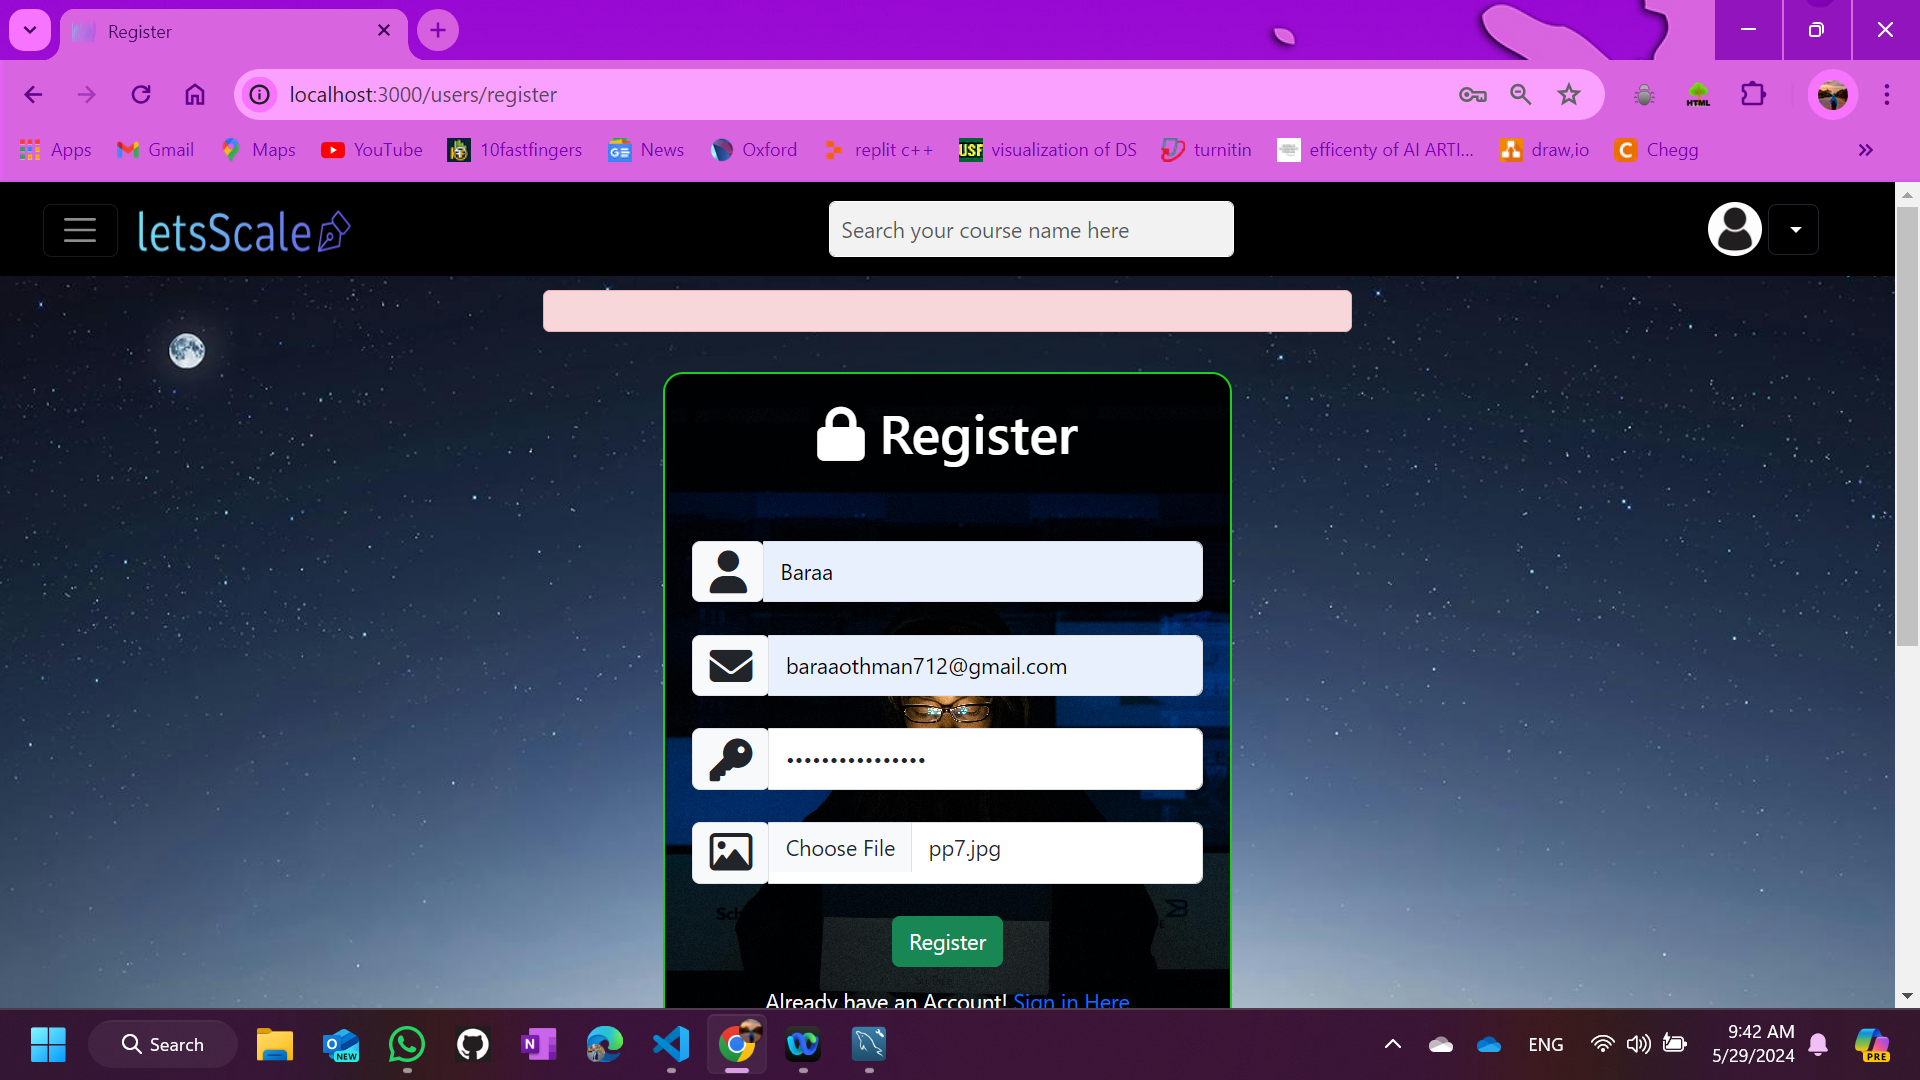 Register
localhost:3000/users/register
HTML
Apps
Gmail
Maps
YouTube
10fastfingers
News
Oxford
replit c++
USF
visualization of DS
turnitin
efficenty of AI ARTI...
draw,io
C
Chegg
letsScale
Search your course name here
Register
Baraa
baraaothman712@gmail.com
••••••••••••••••
Choose File
pp7.jpg
Register
Already have an Account! Sign in Here
Search
NEW
ENG
9:42 AM
5/29/2024
PRE